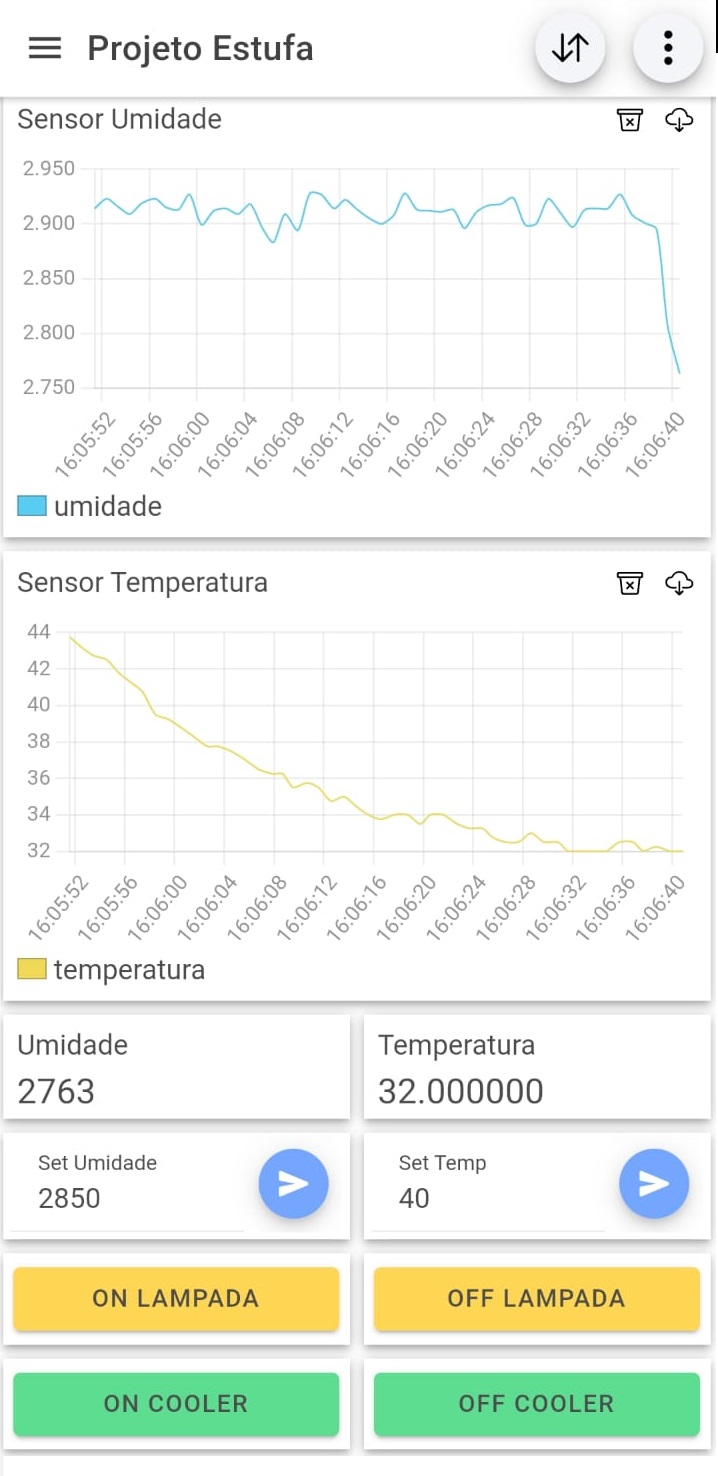 Projeto Estufa
Sensor Umidade
2.950
2.900
2.850
2.800
2.750
16:05:52 16:05:56 16:06:00 16:06:04 16:06:08 16:06:12 16:06:16 16:06:20 16:06:24 16:06:28 16:06:32 16:06:36 16:06:40
umidade
Sensor Temperatura
44
42
40
38
36
34
32
16:05:52 16:05:56 16:06:00 16:06:04 16:06:08 16:06:12 16:06:16 16:06:20 16:06:24 16:06:28 16:06:32 16:06:36 16:06:40
temperatura
Umidade
2763
Temperatura
32.000000
Set Umidade
2850
Set Temp
40
ON LAMPADA
OFF LAMPADA
ON COOLER
OFF COOLER